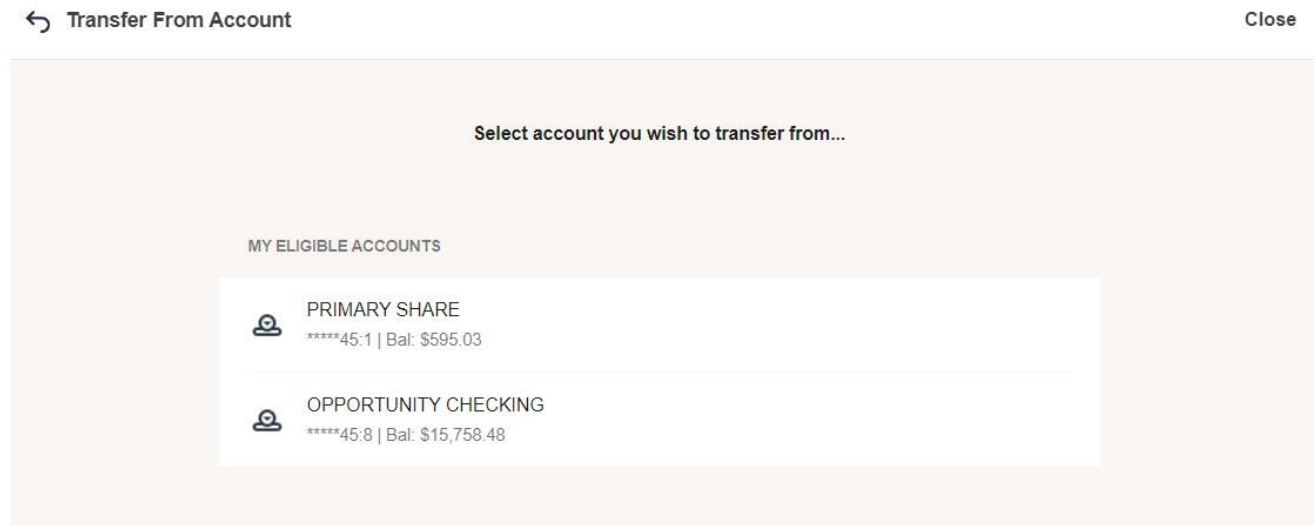 Transfer From Account
Close
Select account you wish to transfer from...
MY ELIGIBLE ACCOUNTS
PRIMARY SHARE
*****45:1 | Bal: $595.03
OPPORTUNITY CHECKING
*****45:8 | Bal: $15,758.48